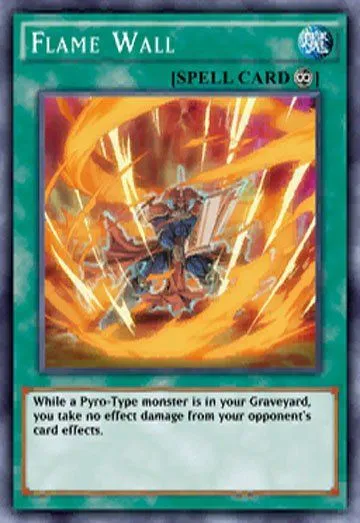 Flame Wall
[SPELL CARD]
While a Pyro-Type monster is in your Graveyard,
you take no effect damage from your opponent's
card effects.